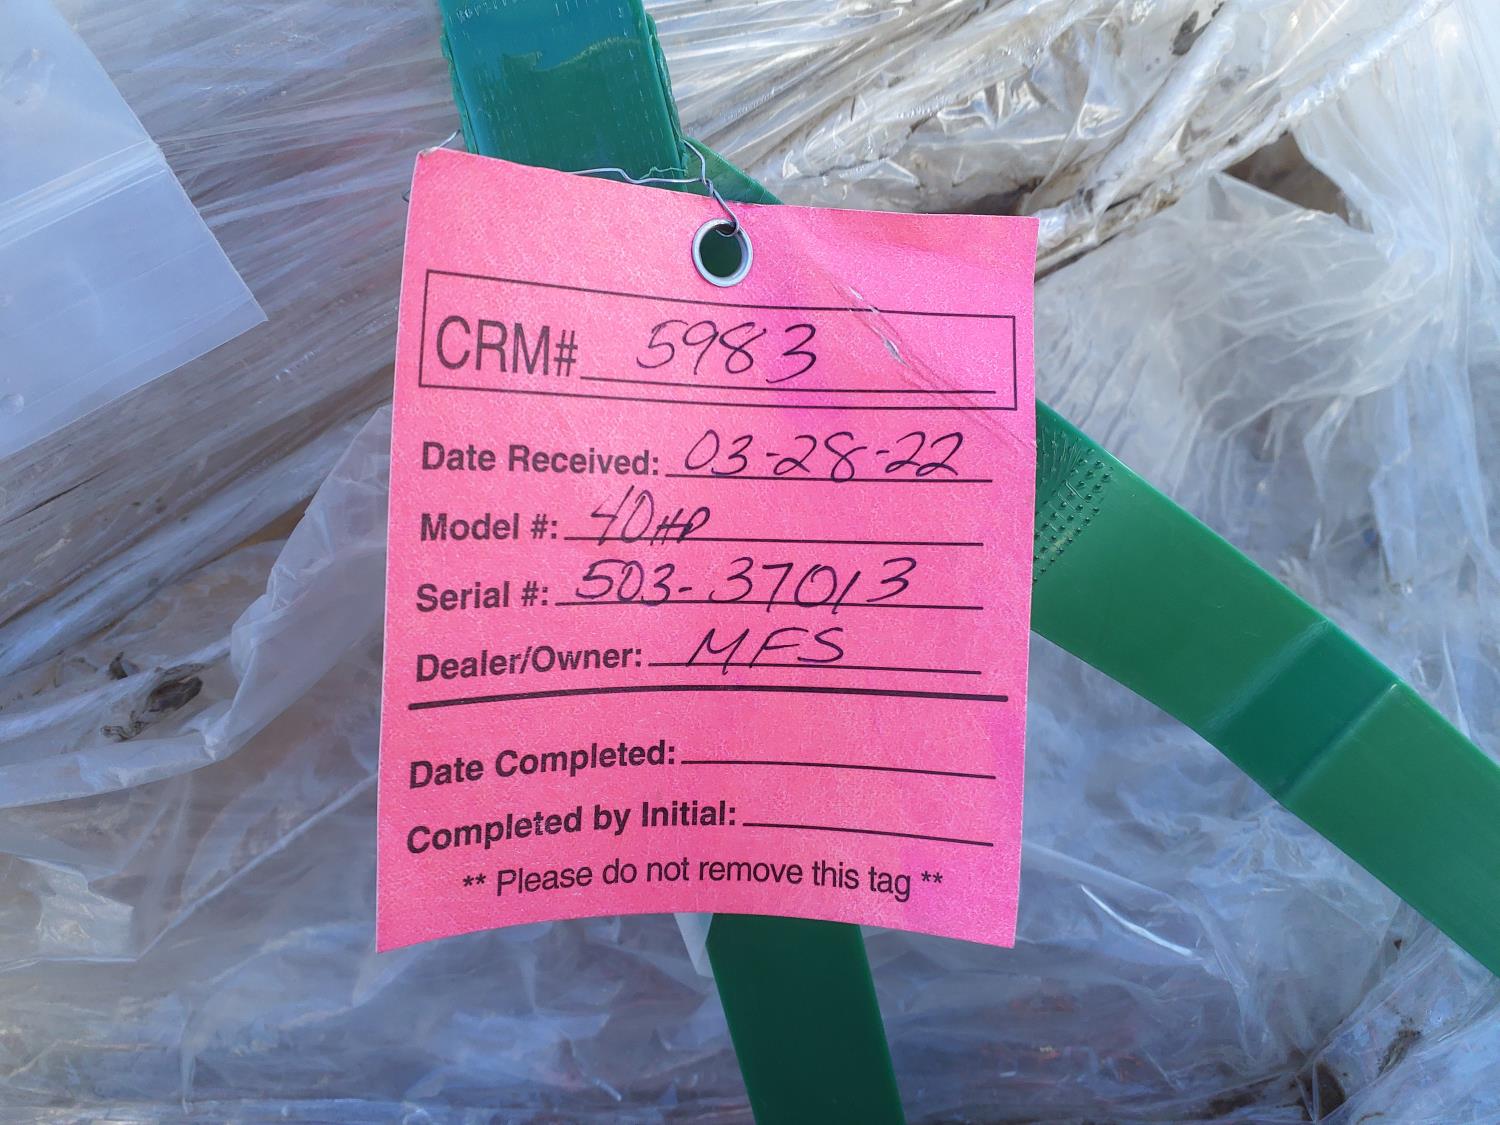 CRM# 5983
Date Received: 03-28-22
Model #: 40HP
Serial #: 503-37013
Dealer/Owner: MFS
Date Completed:
Completed by Initial:
** Please do not remove this tag **